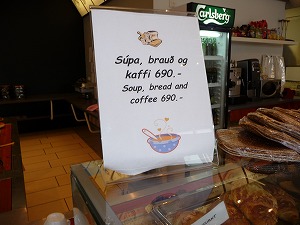 Carlsberg
Súpa, brauð og
kaffi 690.-
Soup, bread and
coffee 690.-